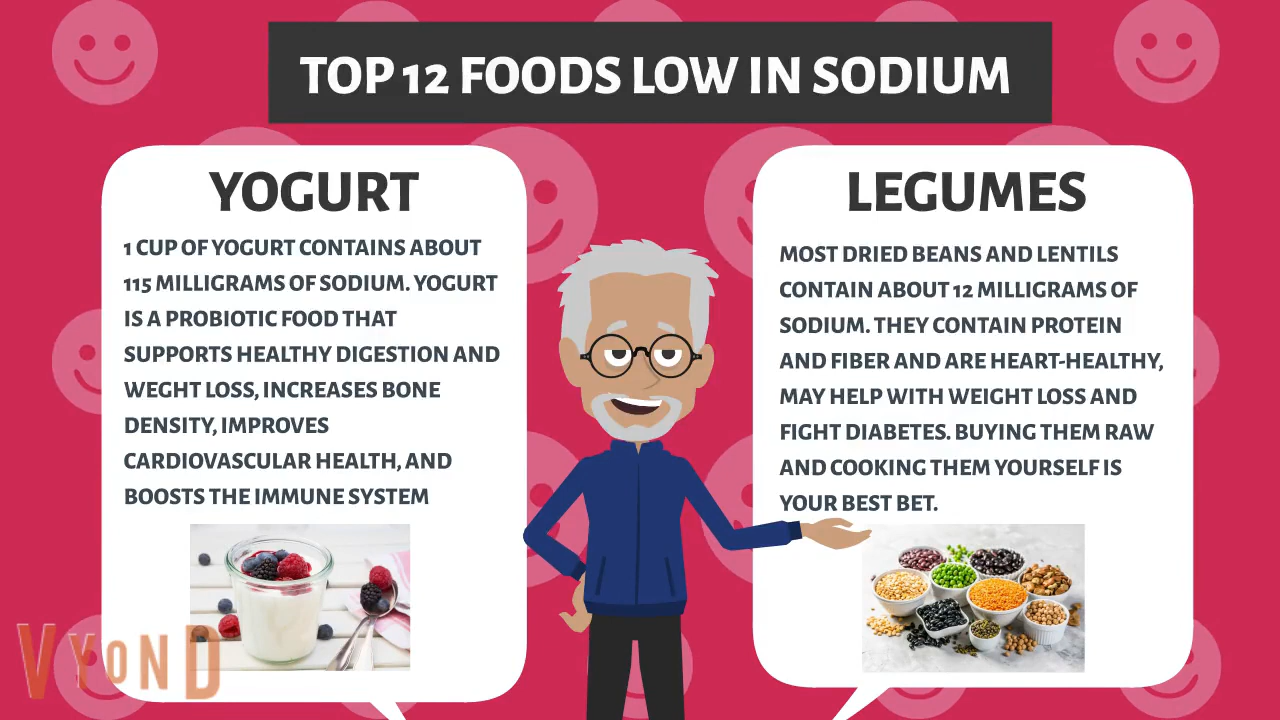 TOP 12 FOODS LOW IN SODIUM
YOGURT
1 CUP OF YOGURT CONTAINS ABOUT
115 MILLIGRAMS OF SODIUM. YOGURT
IS A PROBIOTIC FOOD THAT
SUPPORTS HEALTHY DIGESTION AND
WEGHT LOSS, INCREASES BONE
DENSITY, IMPROVES
CARDIOVASCULAR HEALTH, AND
BOOSTS THE IMMUNE SYSTEM
LEGUMES
MOST DRIED BEANS AND LENTILS
CONTAIN ABOUT 12 MILLIGRAMS OF
SODIUM. THEY CONTAIN PROTEIN
AND FIBER AND ARE HEART-HEALTHY,
MAY HELP WITH WEIGHT LOSS AND
FIGHT DIABETES. BUYING THEM RAW
AND COOKING THEM YOURSELF IS
YOUR BEST BET.
VYOND